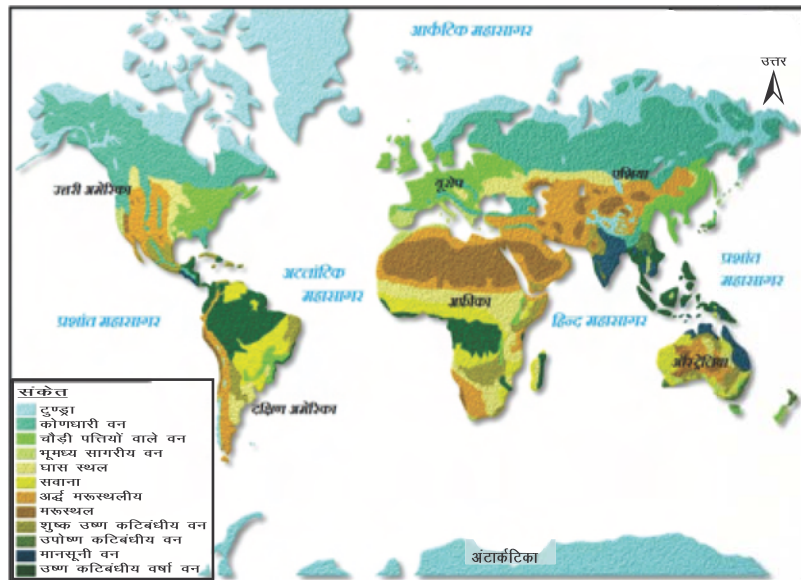 आर्कटिक महासागर
उत्तर
उत्तरी अमेरिका
यूरोप
एशिया
अटलांटिक
महासागर
प्रशांत
महासागर
अफ्रीका
प्रशांत महासागर
हिन्द महासागर
ऑस्ट्रेलिया
दक्षिण अमेरिका
संकेत
टुण्ड्रा
कोणधारी वन
चौड़ी पत्तियों वाले वन
भूमध्य सागरीय वन
घास स्थल
सवाना
अर्द्ध मरूस्थलीय
मरूस्थल
शुष्क उष्ण कटिबंधीय वन
उपोष्ण कटिबंधीय वन
मानसूनी वन
उष्ण कटिबंधीय वर्षा वन
अंटार्कटिका